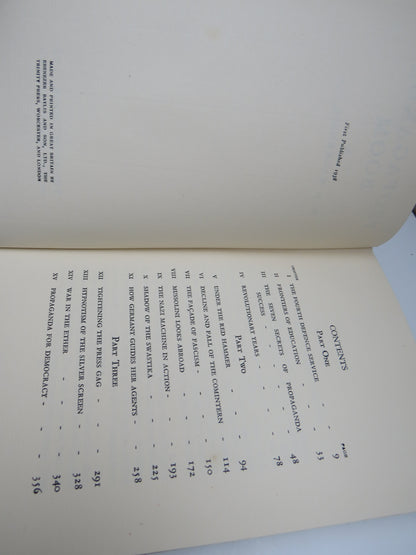 First Published 1938
MADE AND PRINTED IN GREAT BRITAIN BY
EBENEZER BAYLIS AND SON, LTD., THE
TRINITY PRESS, WORCESTER, AND LONDON
CONTENTS
PART ONE
CHAPTER PAGE
I THE FOURTH DEFENCE SERVICE - 9
II FRONTIERS OF EDUCATION - - 33
III THE SEVEN SECRETS OF PROPAGANDA
SUCCESS - - - - - 48
IV REVOLUTIONARY YEARS - - - 78
PART TWO
V UNDER THE RED HAMMER - - 94
VI DECLINE AND FALL OF THE COMINTERN 114
VII THE FAÇADE OF FASCISM - - - 150
VIII MUSSOLINI LOOKS ABROAD - - 172
IX THE NAZI MACHINE IN ACTION - - 193
X SHADOW OF THE SWASTIKA - - 225
XI HOW GERMANY GUIDES HER AGENTS - 258
PART THREE
XII TIGHTENING THE PRESS GAG - - 291
XIII HYPNOTISM OF THE SILVER SCREEN - 328
XIV WAR IN THE ETHER - - - 340
XV PROPAGANDA FOR DEMOCRACY - - 356